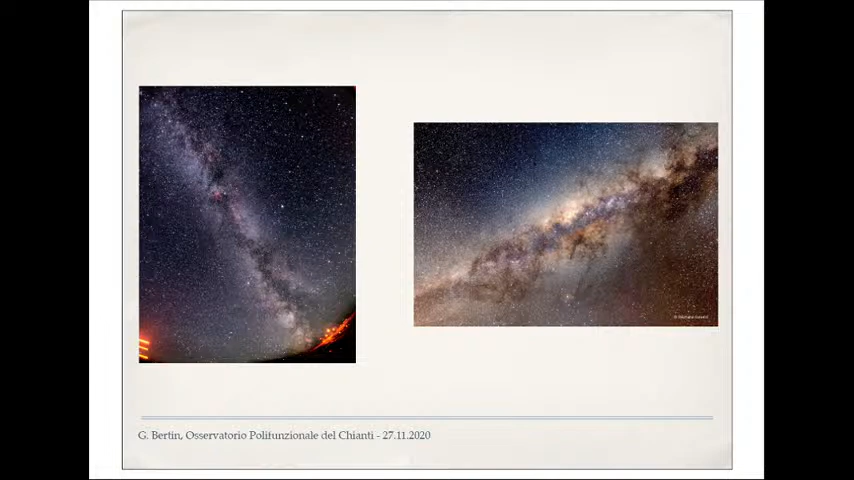 G. Bertin, Osservatorio Polifunzionale del Chianti - 27.11.2020